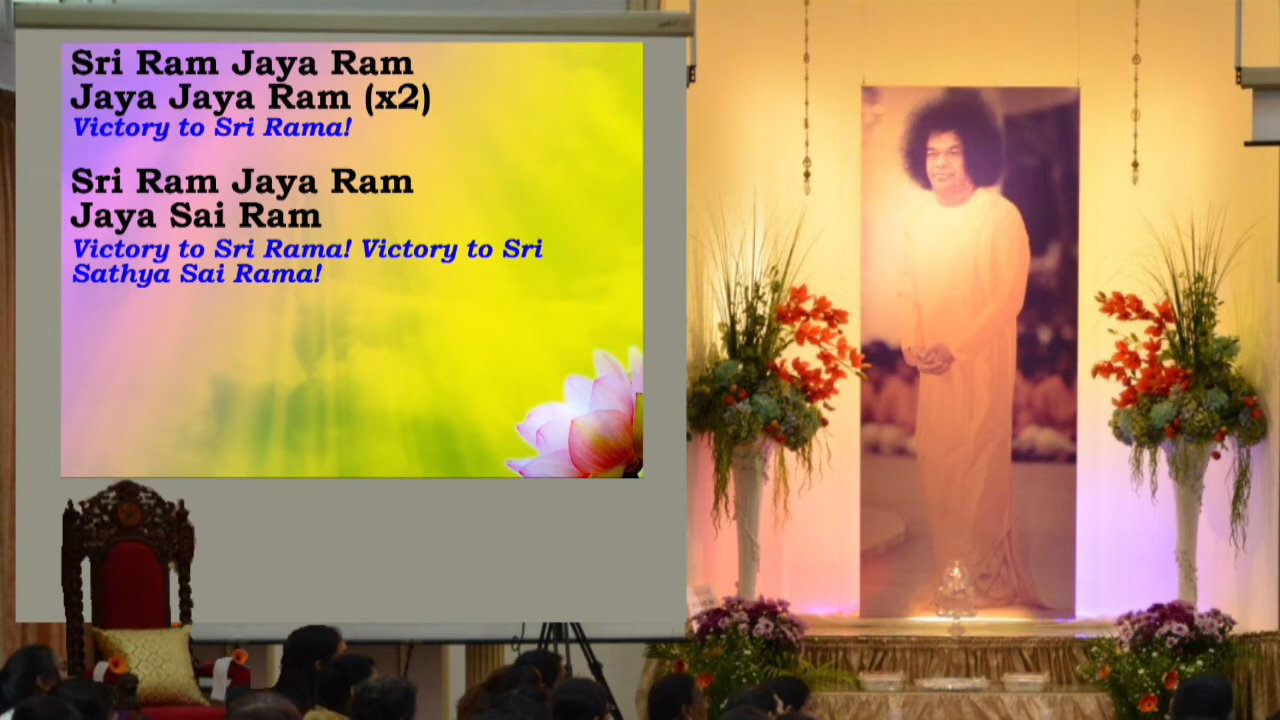 Sri Ram Jaya Ram
Jaya Jaya Ram (x2)
Victory to Sri Rama!
Sri Ram Jaya Ram
Jaya Sai Ram
Victory to Sri Rama! Victory to Sri
Sathya Sai Rama!